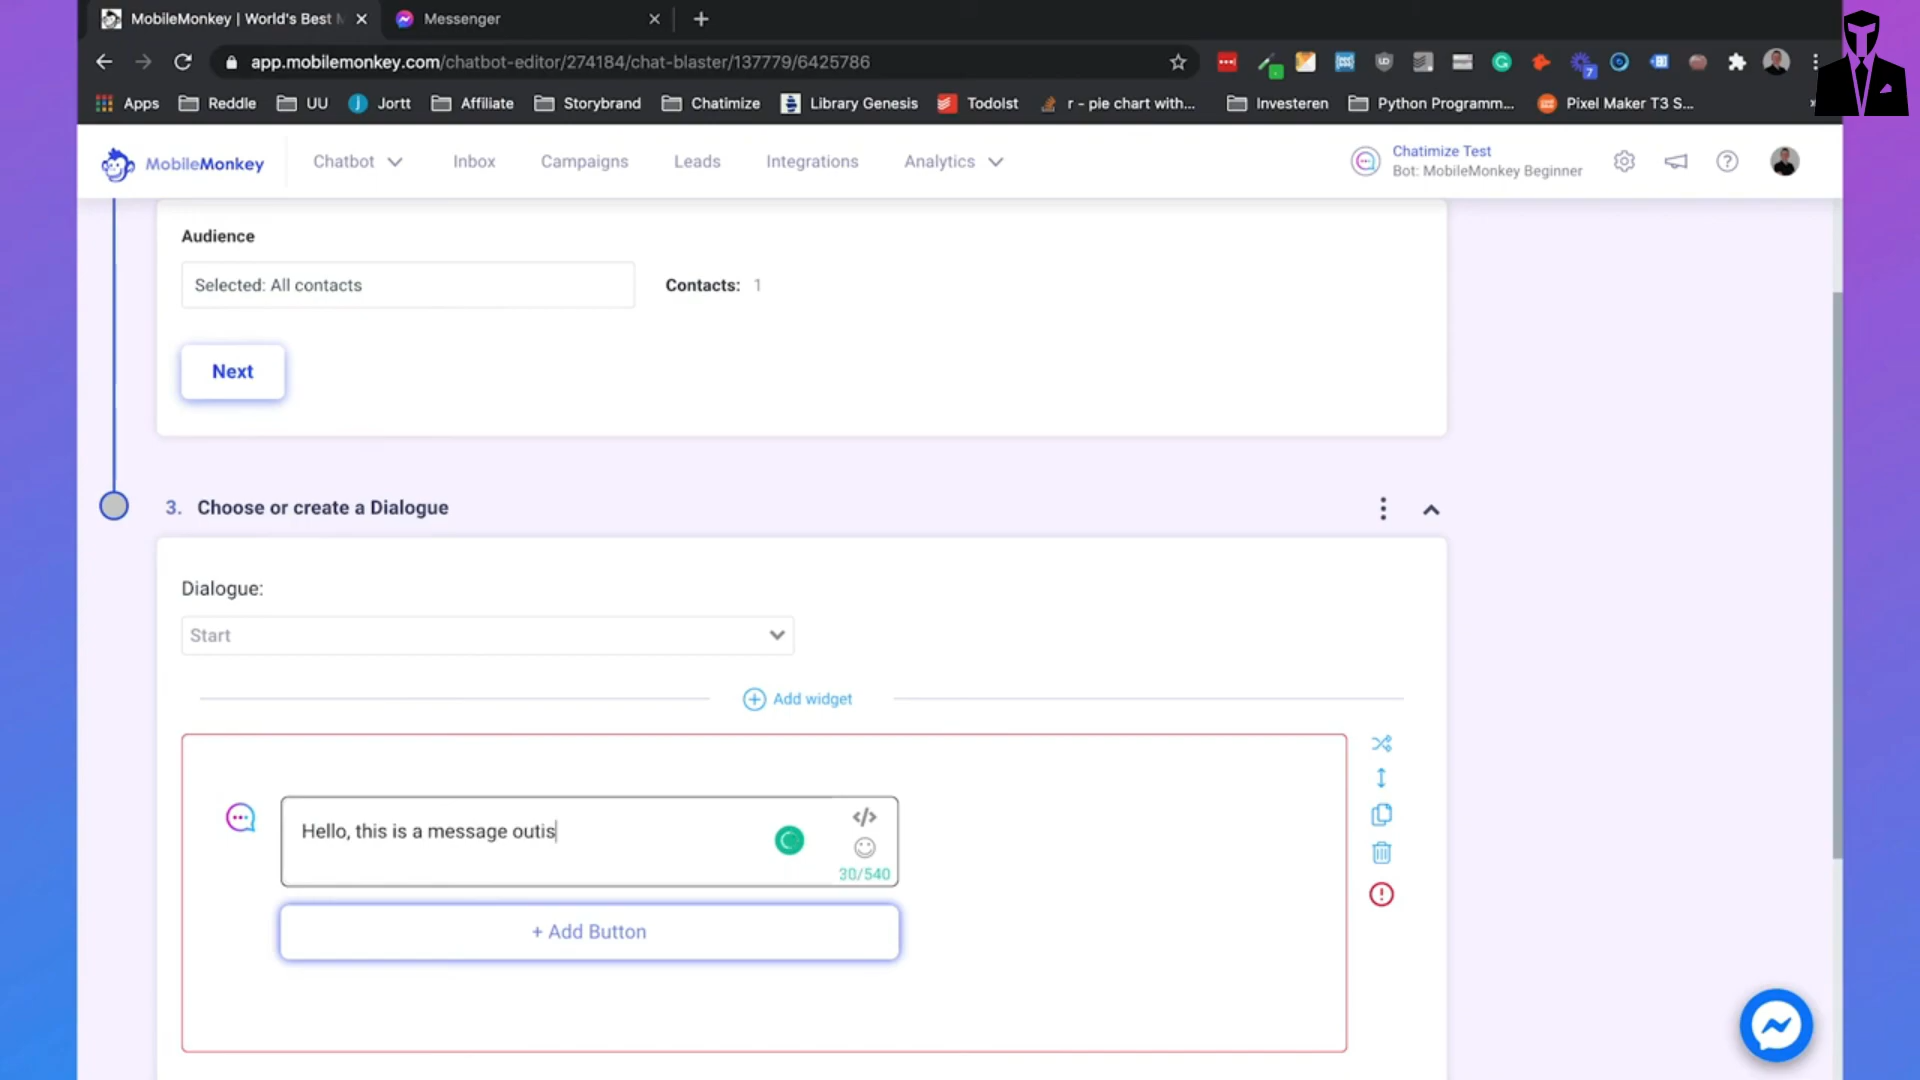 MobileMonkey | World's Best M
Messenger
app.mobilemonkey.com/chatbot-editor/274184/chat-blaster/137779/6425786
7
Apps
Reddle
UU
Jortt
Affiliate
Storybrand
Chatimize
Library Genesis
TodoIst
r - pie chart with...
Investeren
Python Programm...
Pixel Maker T3 S...
MobileMonkey
Chatbot
Inbox
Campaigns
Leads
Integrations
Analytics
Chatimize Test
Bot: MobileMonkey Beginner
Audience
Selected: All contacts
Contacts: 1
Next
3. Choose or create a Dialogue
Dialogue:
Start
Add widget
Hello, this is a message outis
</>
30/540
+ Add Button